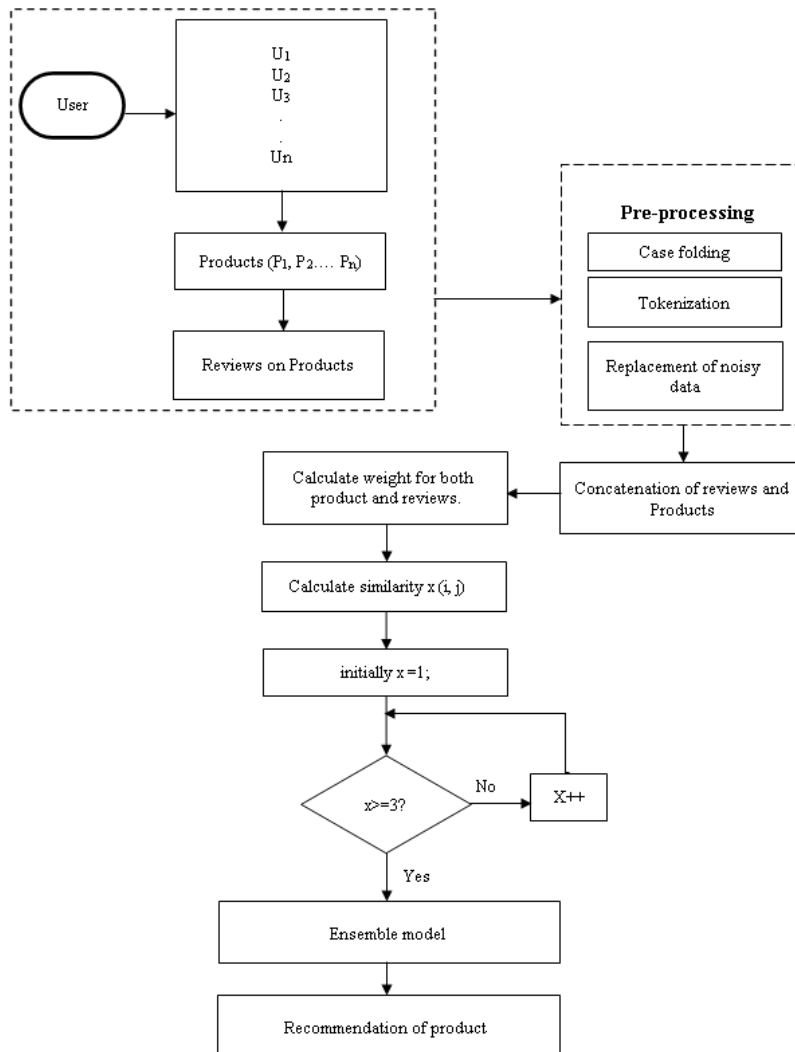 User
U1
U2
U3
.
.
Un
Products (P1, P2.... Pn)
Reviews on Products
Pre-processing
Case folding
Tokenization
Replacement of noisy
data
Concatenation of reviews and
Products
Calculate weight for both
product and reviews.
Calculate similarity x (i, j)
initially x =1;
x>=3?
No
X++
Yes
Ensemble model
Recommendation of product